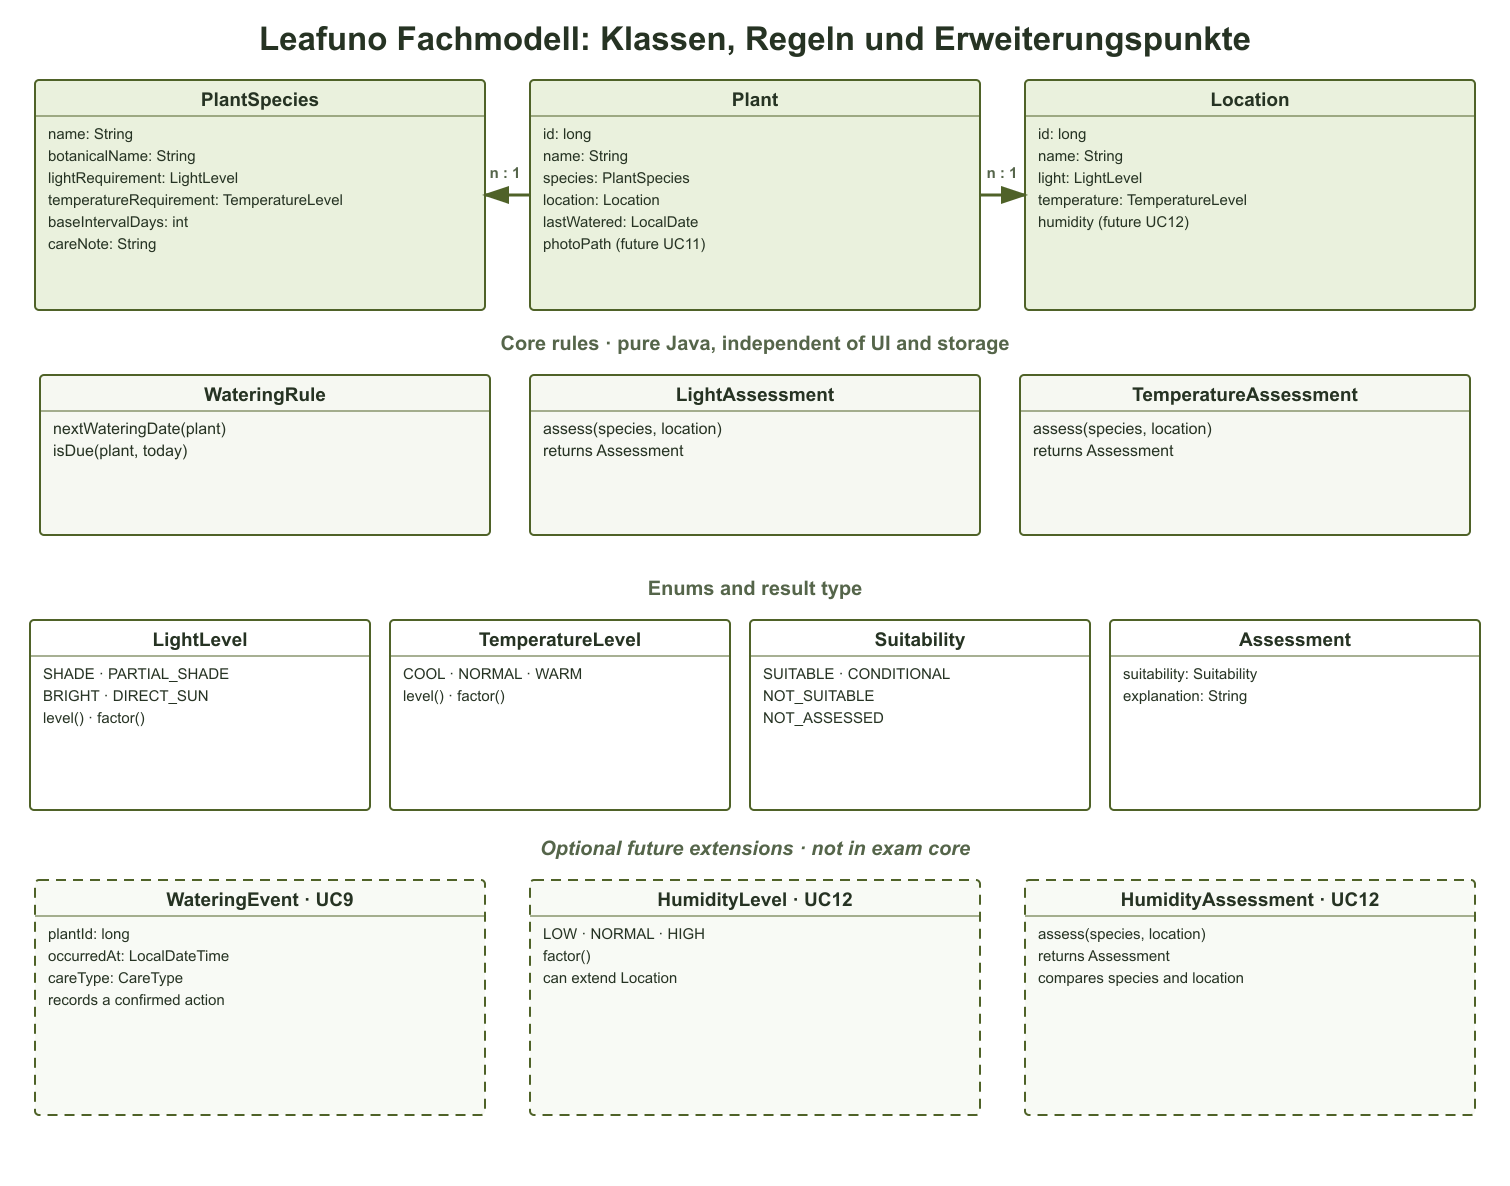 Leafuno Fachmodell: Klassen, Regeln und Erweiterungspunkte
PlantSpecies
name: String
botanicalName: String
lightRequirement: LightLevel
temperatureRequirement: TemperatureLevel
baseIntervalDays: int
careNote: String
n : 1
Plant
id: long
name: String
species: PlantSpecies
location: Location
lastWatered: LocalDate
photoPath (future UC11)
n : 1
Location
id: long
name: String
light: LightLevel
temperature: TemperatureLevel
humidity (future UC12)
Core rules · pure Java, independent of UI and storage
WateringRule
nextWateringDate(plant)
isDue(plant, today)
LightAssessment
assess(species, location)
returns Assessment
TemperatureAssessment
assess(species, location)
returns Assessment
Enums and result type
LightLevel
SHADE · PARTIAL_SHADE
BRIGHT · DIRECT_SUN
level() · factor()
TemperatureLevel
COOL · NORMAL · WARM
level() · factor()
Suitability
SUITABLE · CONDITIONAL
NOT_SUITABLE
NOT_ASSESSED
Assessment
suitability: Suitability
explanation: String
Optional future extensions · not in exam core
WateringEvent · UC9
plantId: long
occurredAt: LocalDateTime
careType: CareType
records a confirmed action
HumidityLevel · UC12
LOW · NORMAL · HIGH
factor()
can extend Location
HumidityAssessment · UC12
assess(species, location)
returns Assessment
compares species and location